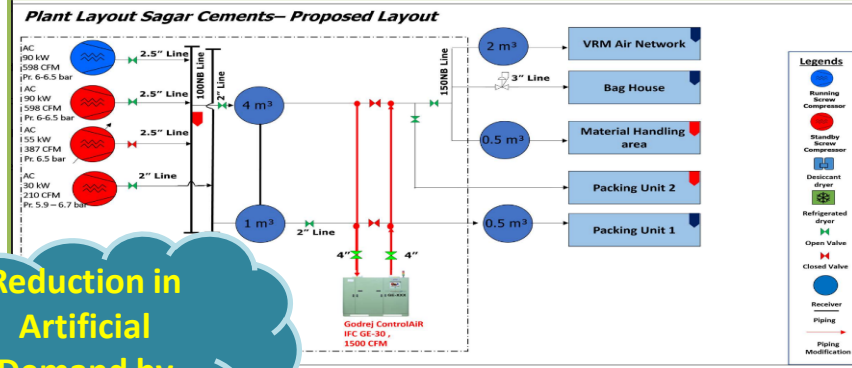 Plant Layout Sagar Cements– Proposed Layout
AC
90 kW
598 CFM
Pr. 6-6.5 bar
AC
90 kW
598 CFM
Pr. 6-6.5 bar
AC
55 kW
387 CFM
Pr. 6.5 bar
AC
30 kW
210 CFM
Pr. 5.9 – 6.7 bar
2.5" Line
2.5" Line
2.5" Line
2" Line
100NB Line
2" Line
4 m³
1 m³
2" Line
4"
4"
Godrej ControlAiR
IFC GE-30 ,
1500 CFM
150NB Line
2 m³
3" Line
0.5 m³
0.5 m³
VRM Air Network
Bag House
Material Handling
area
Packing Unit 2
Packing Unit 1
Legends
Running
Screw
Compressor
Standby
Screw
Compressor
Desiccant
dryer
Refrigerated
dryer
Open Valve
Closed Valve
Receiver
Piping
Piping
Modification
Reduction in
Artificial
Demand by